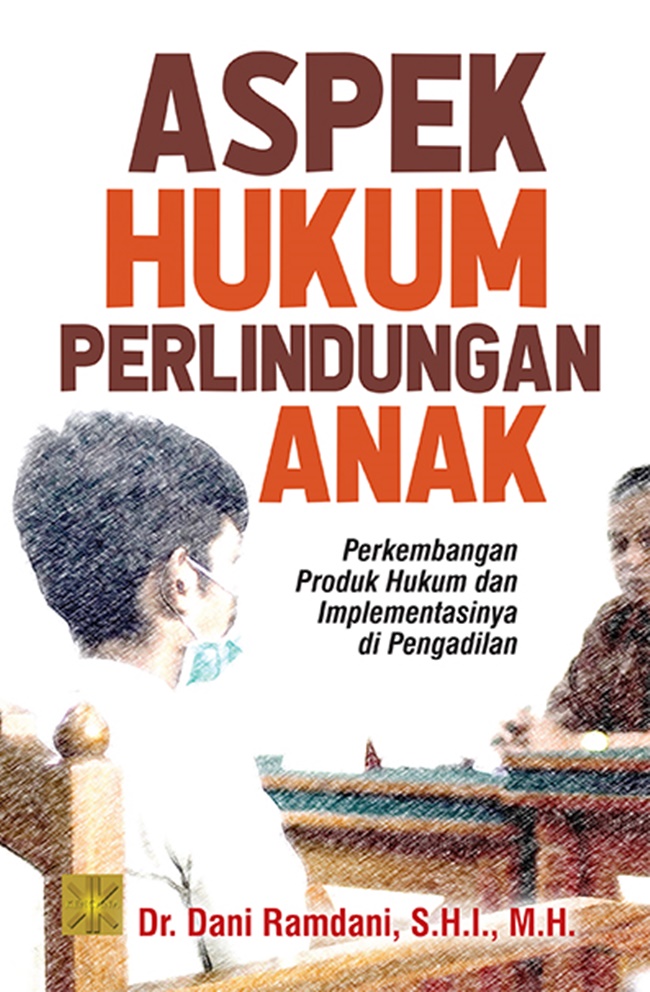 ASPEK
HUKUM
PERLINDUNGAN
ANAK
Perkembangan
Produk Hukum dan
Implementasinya
di Pengadilan
Dr. Dani Ramdani, S.H.I., M.H.